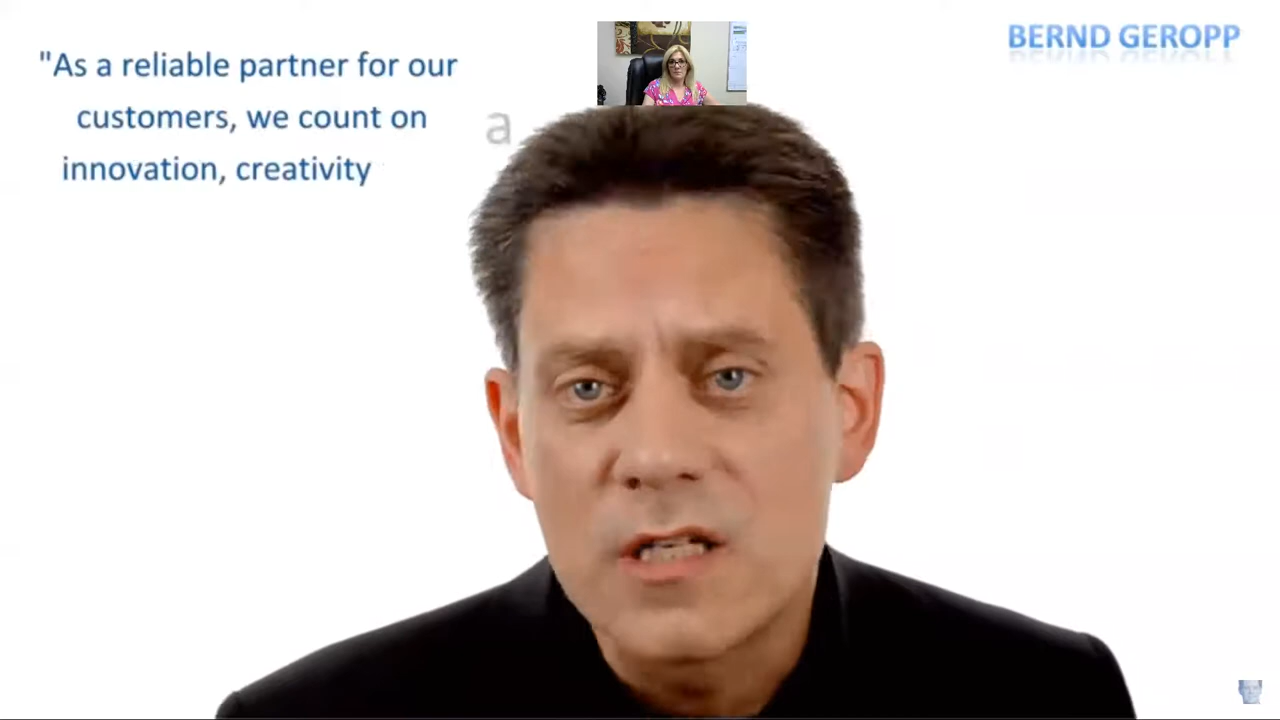 "As a reliable partner for our
customers, we count on
innovation, creativity
a
BERND GEROPP